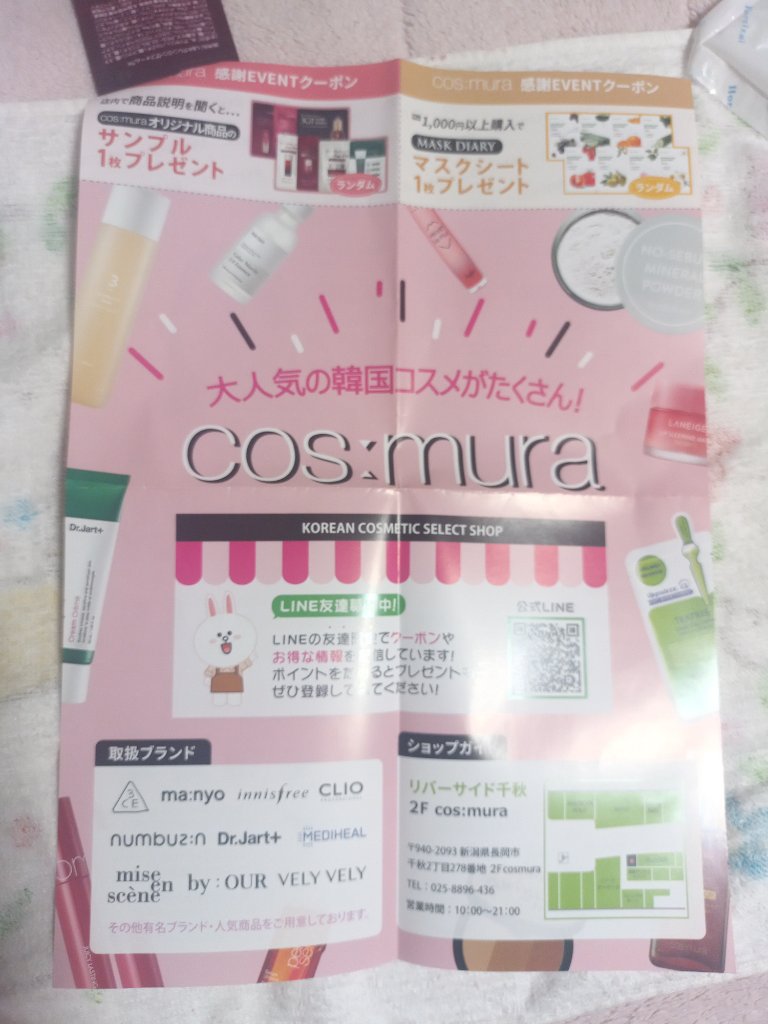 感謝EVENTクーポン
店内で商品説明を聞くと...
cos:muraオリジナル商品の
サンプル
1枚プレゼント
ランダム
cos:mura 感謝EVENTクーポン
1,000円以上購入で
MASK DIARY
マスクシート
1枚プレゼント
ランダム
3
NO-SEBUM
MINERAL
POWDER
大人気の韓国コスメがたくさん!
cos:mura
LANEIGE
Dr.Jart+
KOREAN COSMETIC SELECT SHOP
LINE友達募 中!
公式LINE
LINEの友達 でクーポンや
お得な情報を 信しています!
ポイントを るとプレゼント
ぜひ登録し てください!
取扱ブランド
3CE ma:nyo innisfree CLIO
numbuz:n Dr.Jart+ MEDIHEAL
mise en scène by : OUR VELY VELY
その他有名ブランド・人気商品をご用意しております。
ショップガイ
リバーサイド千秋
2F cos:mura
〒940-2093 新潟県長岡市
千秋2丁目278番地 2Fcosmura
TEL : 025-8896-436
営業時間 : 10:00〜21:00